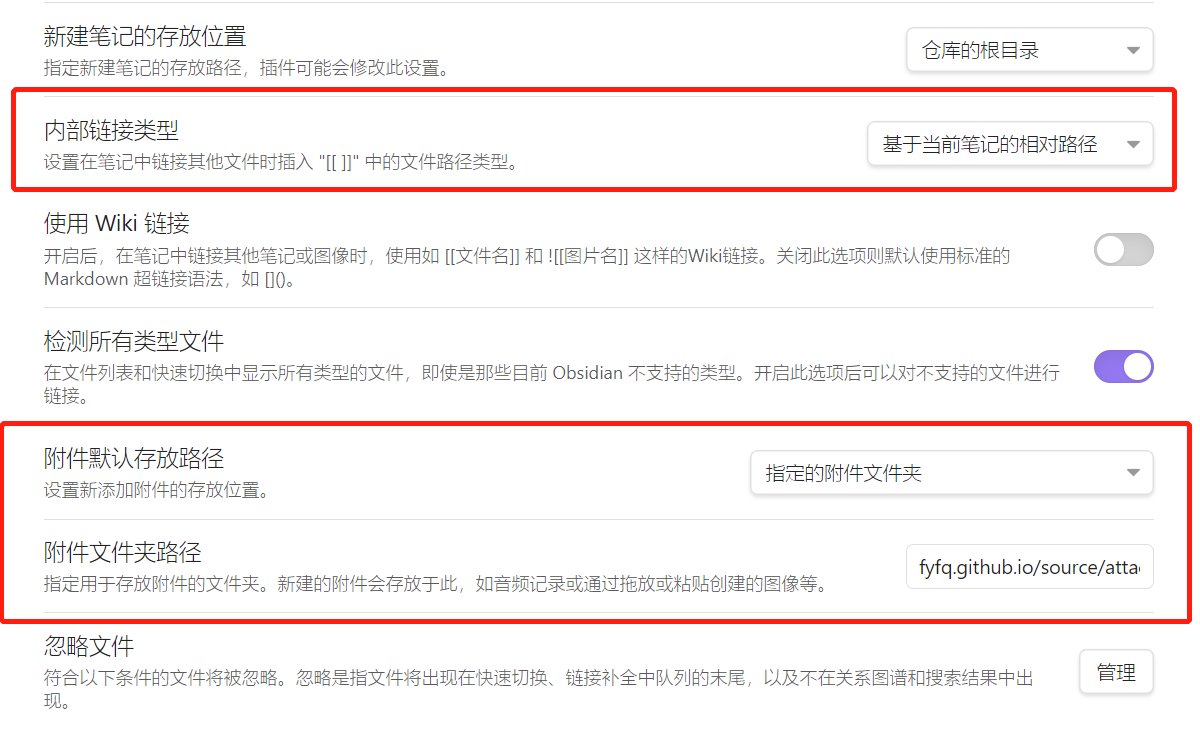 新建笔记的存放位置
指定新建笔记的存放路径，插件可能会修改此设置。
仓库的根目录
内部链接类型
设置在笔记中链接其他文件时插入 "[[ ]]" 中的文件路径类型。
基于当前笔记的相对路径
使用 Wiki 链接
开启后，在笔记中链接其他笔记或图像时，使用如 [[文件名]] 和 ![[图片名]] 这样的Wiki链接。关闭此选项则默认使用标准的
Markdown 超链接语法，如 []()。
检测所有类型文件
在文件列表和快速切换中显示所有类型的文件，即使是那些目前 Obsidian 不支持的类型。开启此选项后可以对不支持的文件进行
链接。
附件默认存放路径
设置新添加附件的存放位置。
指定的附件文件夹
附件文件夹路径
指定用于存放附件的文件夹。新建的附件会存放于此，如音频记录或通过拖放或粘贴创建的图像等。
fyfq.github.io/source/atta
忽略文件
符合以下条件的文件将被忽略。忽略是指文件将出现在快速切换、链接补全中队列的末尾，以及不在关系图谱和搜索结果中出
现。
管理